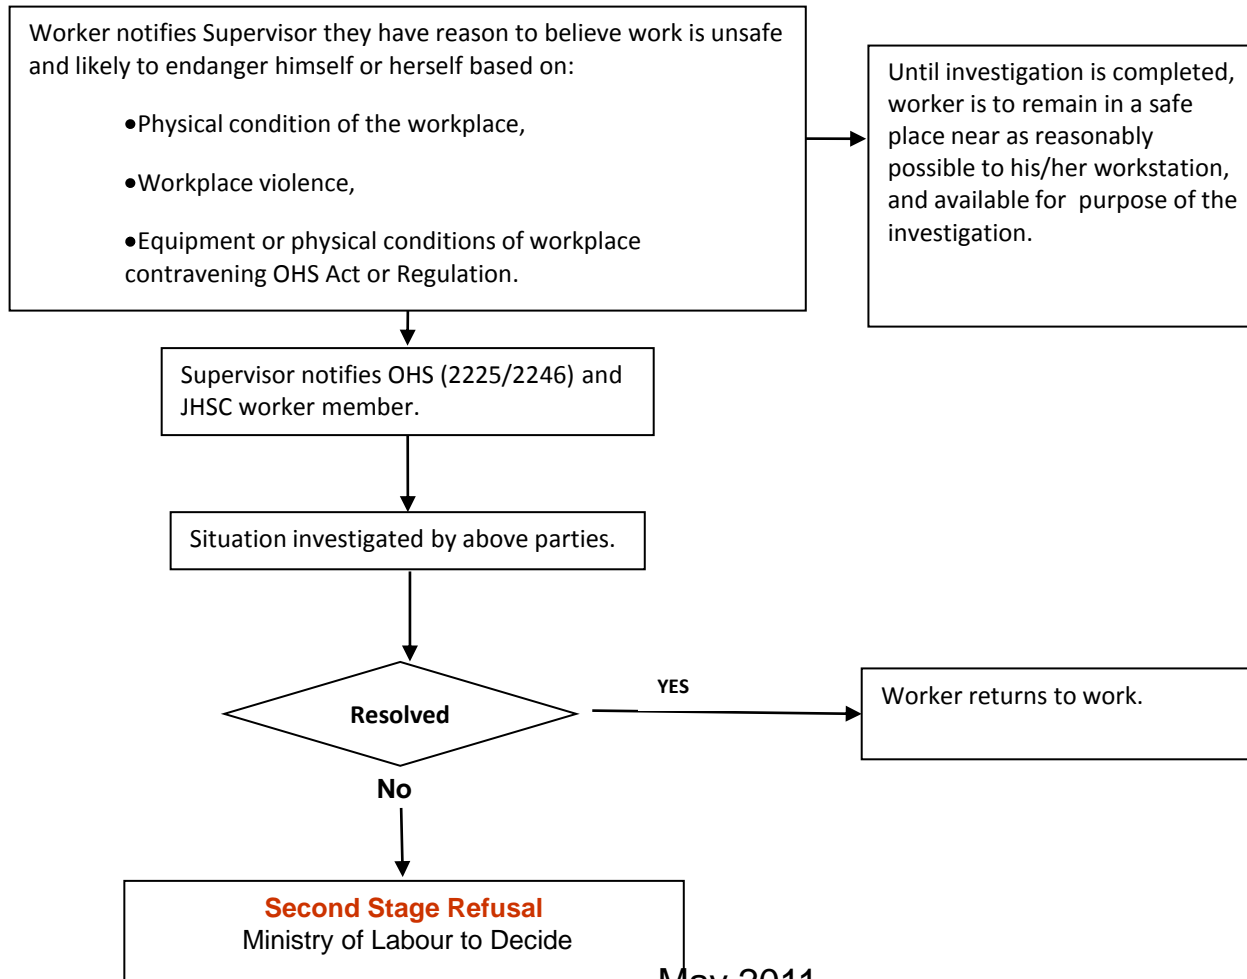 Worker notifies Supervisor they have reason to believe work is unsafe
and likely to endanger himself or herself based on:
•Physical condition of the workplace,
•Workplace violence,
•Equipment or physical conditions of workplace
contravening OHS Act or Regulation.
Until investigation is completed,
worker is to remain in a safe
place near as reasonably
possible to his/her workstation,
and available for purpose of the
investigation.
Supervisor notifies OHS (2225/2246) and
JHSC worker member.
Situation investigated by above parties.
Resolved
YES
Worker returns to work.
No
Second Stage Refusal
Ministry of Labour to Decide
May 2011